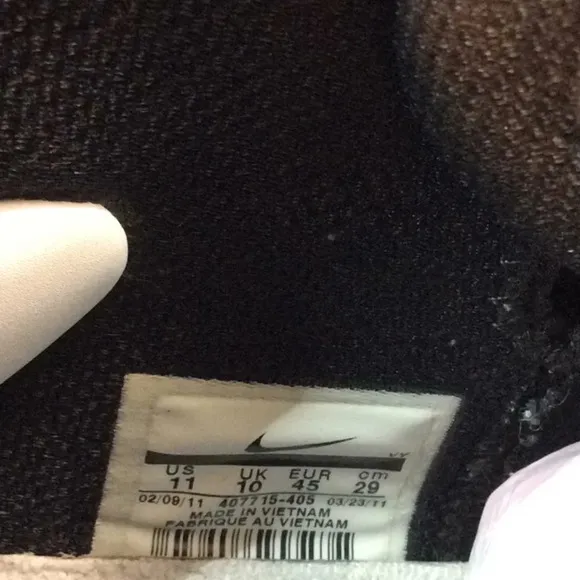 US UK EUR cm
11 10 45 29
02/09/11 407715-405 03/23/11
MADE IN VIETNAM
FABRIQUE AU VIETNAM